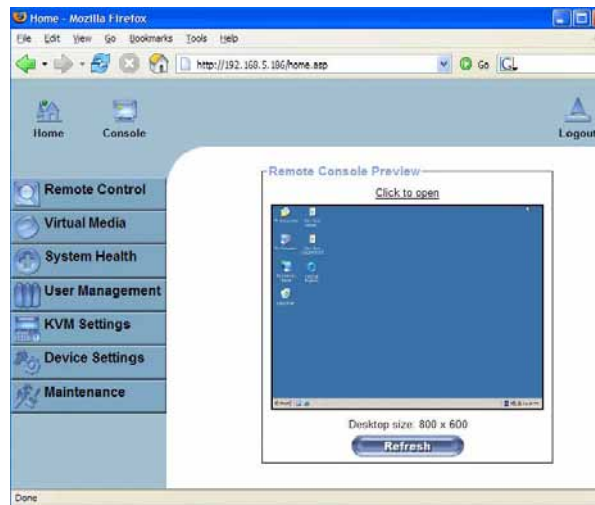 Home - Mozilla Firefox
File Edit View Go Bookmarks Tools Help
http://192.168.5.186/home.asp
Go
Home
Console
Logout
Remote Console Preview
Click to open
Remote Control
Virtual Media
System Health
User Management
KVM Settings
Device Settings
Maintenance
Desktop size: 800 x 600
Refresh
Done